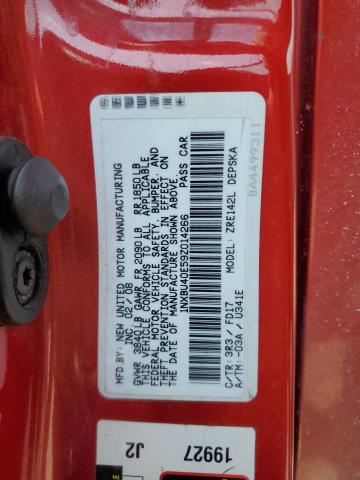 MFD.BY: NEW UNITED MOTOR MANUFACTURING
INC 02/08
GVWR 3840LB GAWR FR 2090LB RR 1850LB
THIS VEHICLE CONFORMS TO ALL APPLICABLE
FEDERAL MOTOR VEHICLE SAFETY, BUMPER, AND
THEFT PREVENTION STANDARDS IN EFFECT ON
THE DATE OF MANUFACTURE SHOWN ABOVE.
1NXBU40E59Z014266 PASS CAR
C/TR: 3R3 / FD17 MODEL: ZRE142L DEPSKA
A/TM: -03A / U341E
BA4499311
19927
J2